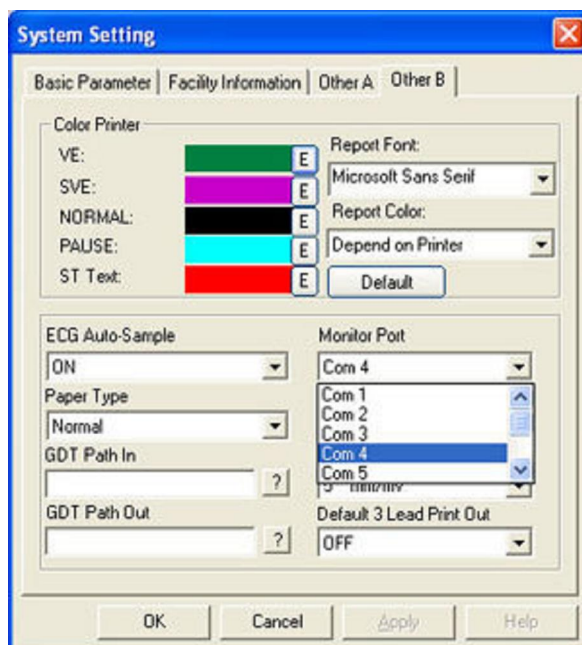 System Setting
Basic Parameter
Facility Information
Other A
Other B
Color Printer
VE:
E
SVE:
E
NORMAL:
E
PAUSE:
E
ST Text:
E
Report Font:
Microsoft Sans Serif
Report Color:
Depend on Printer
Default
ECG Auto-Sample
ON
Paper Type
Normal
GDT Path In
?
GDT Path Out
?
Monitor Port
Com 4
Com 1
Com 2
Com 3
Com 4
Com 5
Default 3 Lead Print Out
OFF
OK
Cancel
Apply
Help